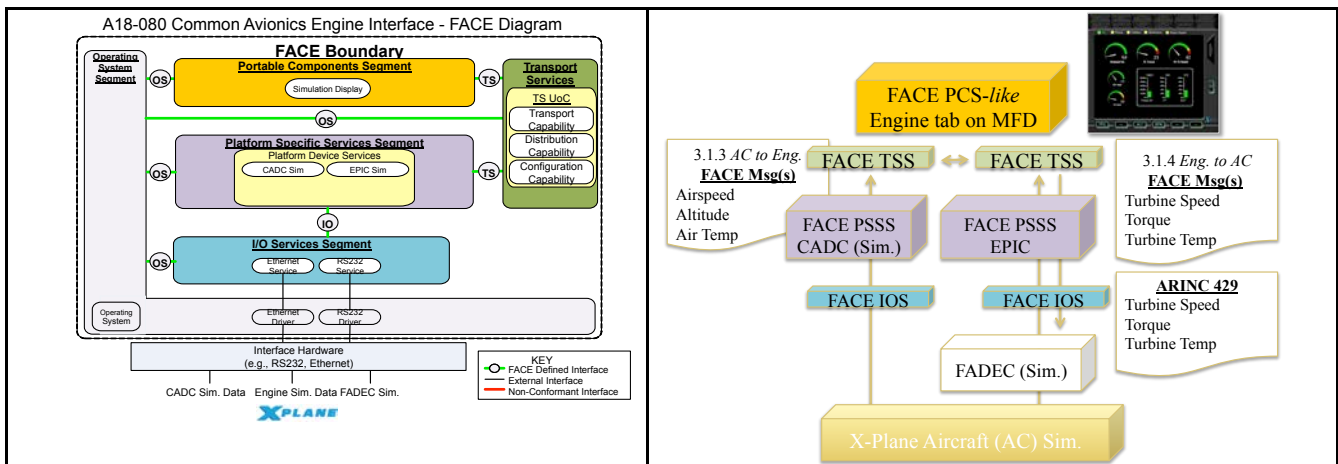 A18-080 Common Avionics Engine Interface - FACE Diagram
FACE Boundary
Operating
System
Segment
Portable Components Segment
Simulation Display
OS
TS
Transport
Services
TS UoC
Transport
Capability
Distribution
Capability
Configuration
Capability
OS
Platform Specific Services Segment
Platform Device Services
CADC Sim
EPIC Sim
OS
TS
IO
I/O Services Segment
Ethernet
Service
RS232
Service
OS
Operating
System
Ethernet
Driver
RS232
Driver
Interface Hardware
(e.g., RS232, Ethernet)
CADC Sim. Data
Engine Sim. Data
FADEC Sim.
XPLANE
KEY
FACE Defined Interface
External Interface
Non-Conformant Interface
FACE PCS-like
Engine tab on MFD
3.1.3 AC to Eng.
FACE Msg(s)
Airspeed
Altitude
Air Temp
FACE TSS
FACE TSS
3.1.4 Eng. to AC
FACE Msg(s)
Turbine Speed
Torque
Turbine Temp
FACE PSSS
CADC (Sim.)
FACE PSSS
EPIC
FACE IOS
FACE IOS
ARINC 429
Turbine Speed
Torque
Turbine Temp
FADEC (Sim.)
X-Plane Aircraft (AC) Sim.